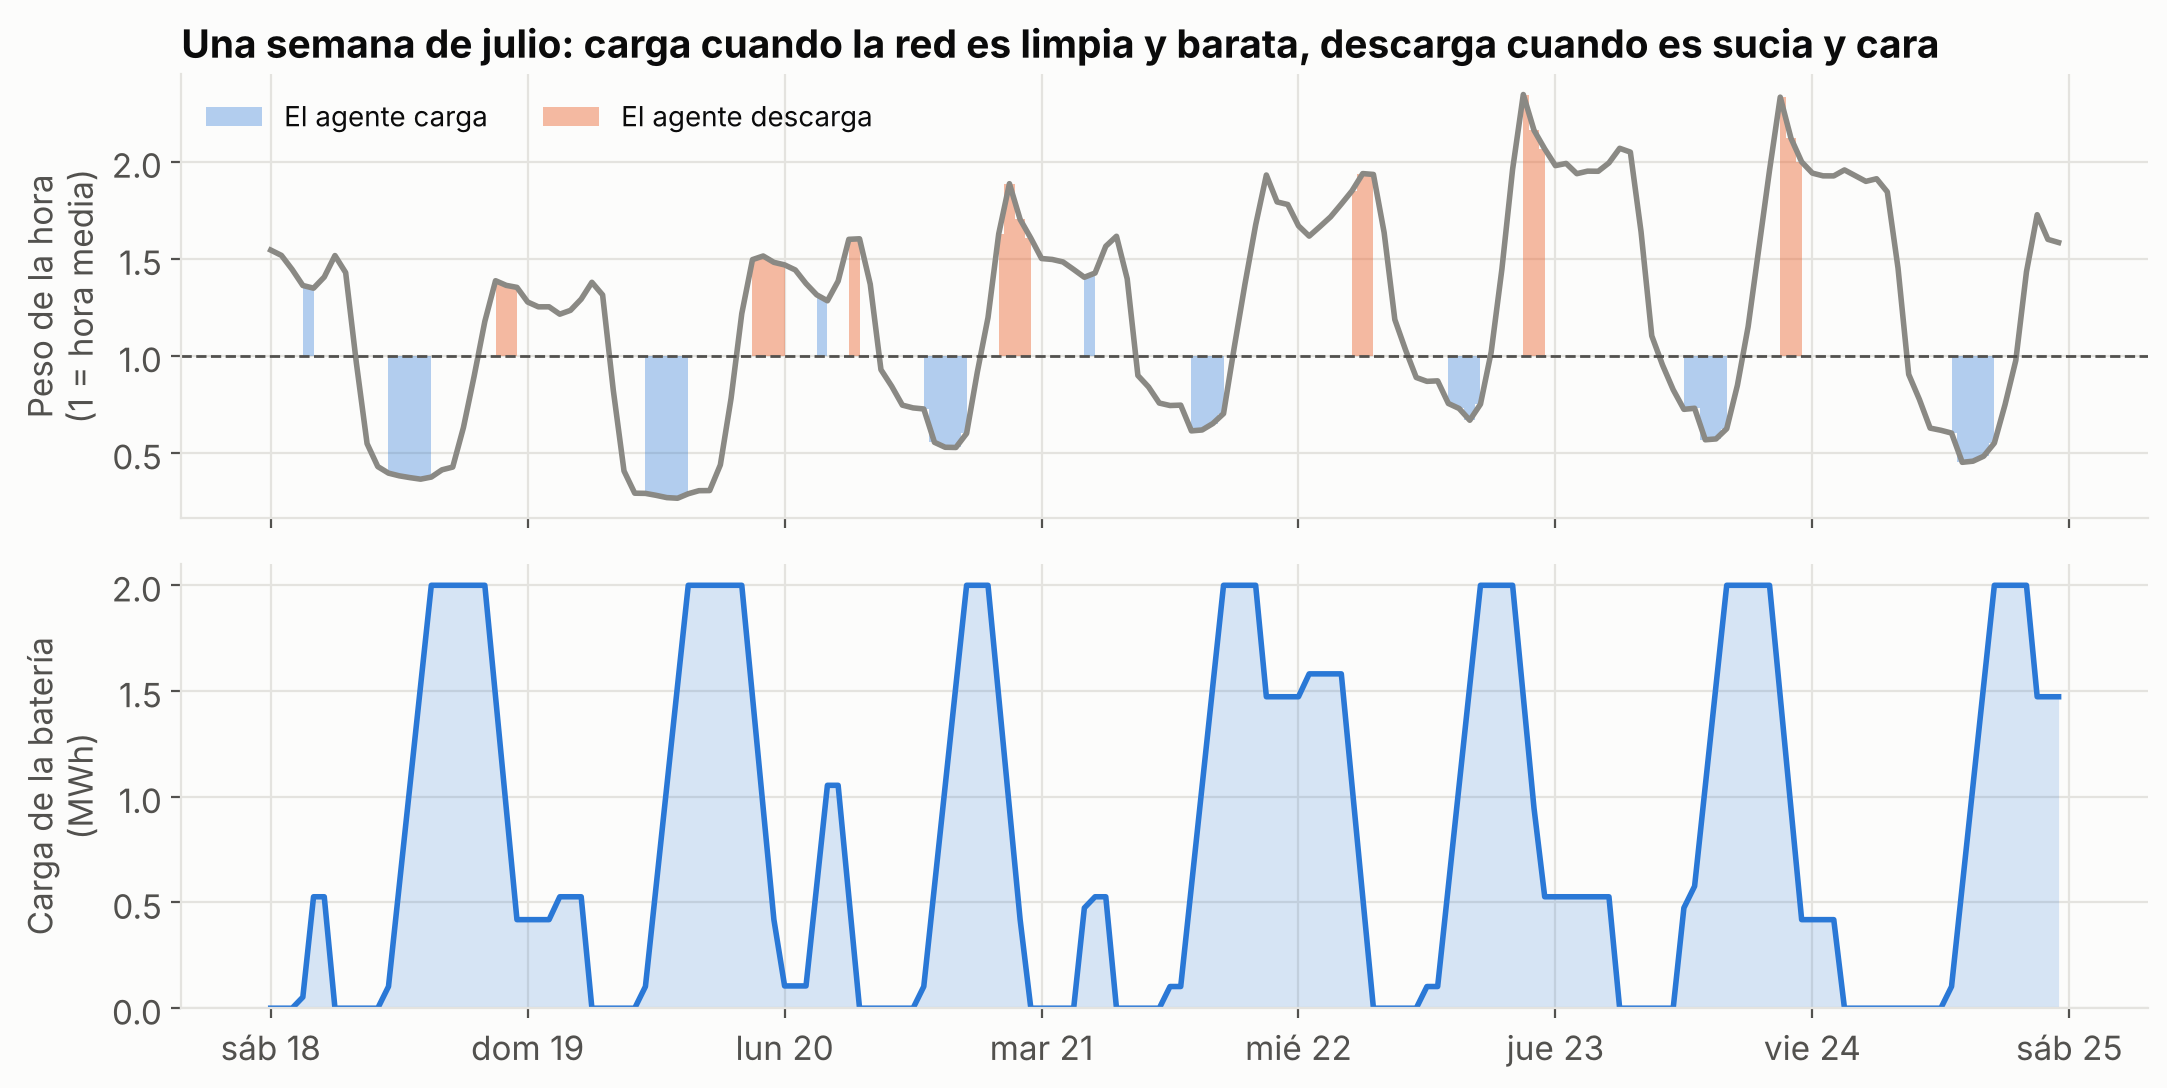 Una semana de julio: carga cuando la red es limpia y barata, descarga cuando es sucia y cara
El agente carga
El agente descarga
Peso de la hora
(1 = hora media)
2.0
1.5
1.0
0.5
Carga de la batería
(MWh)
2.0
1.5
1.0
0.5
0.0
sáb 18
dom 19
lun 20
mar 21
mié 22
jue 23
vie 24
sáb 25